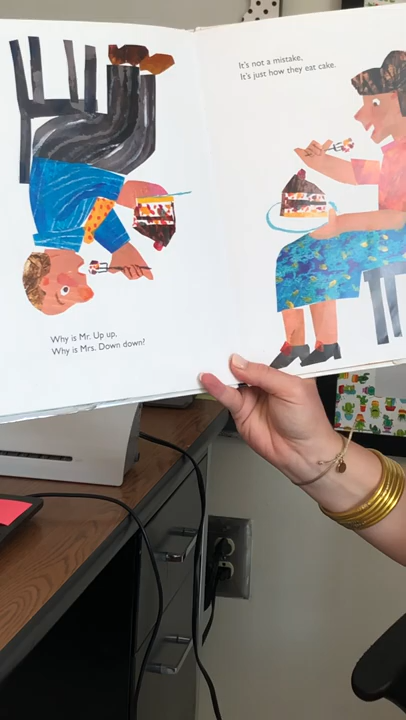 Why is Mr. Up up,
Why is Mrs. Down down?
It's not a mistake,
It's just how they eat cake.